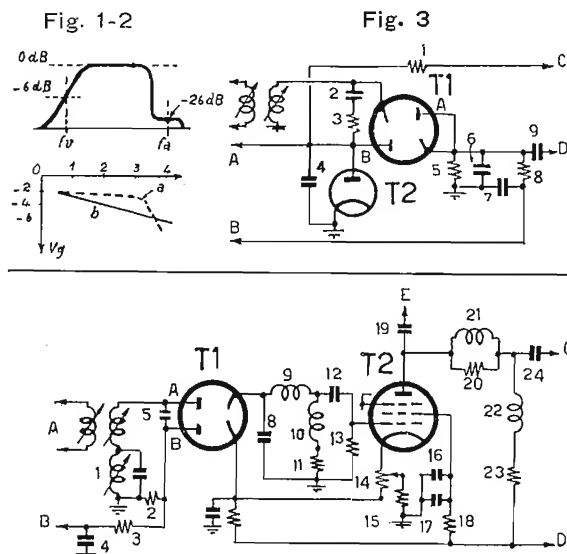 Fig. 1-2
Fig. 3
0 dB
-6 dB
-26 dB
fv
fa
0 1 2 3 4
-2
-4
-6
a
b
Vg
1
C
T1
2
3
A
A
B
4
T2
5
6
7
8
9
D
B
E
19
21
20
24
C
T1
T2
A
A
B
5
1
2
3
4
B
8
9
10
11
12
13
14
15
16
17
18
22
23
D